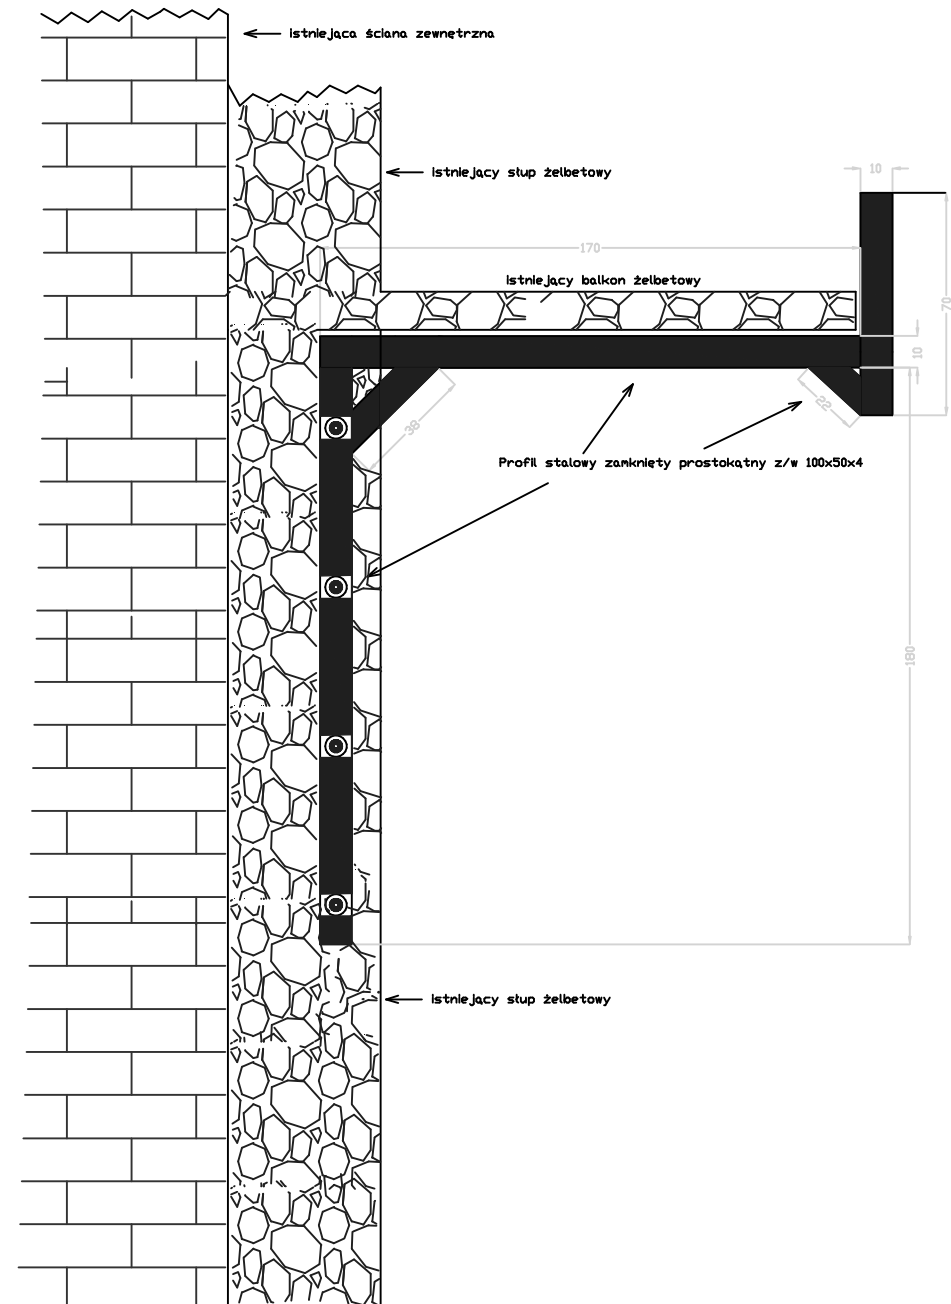 istniejąca ściana zewnętrzna
istniejący słup żelbetowy
10
170
istniejący balkon żelbetowy
70
10
38
22
Profil stalowy zamknięty prostokątny z/w 100x50x4
180
istniejący słup żelbetowy